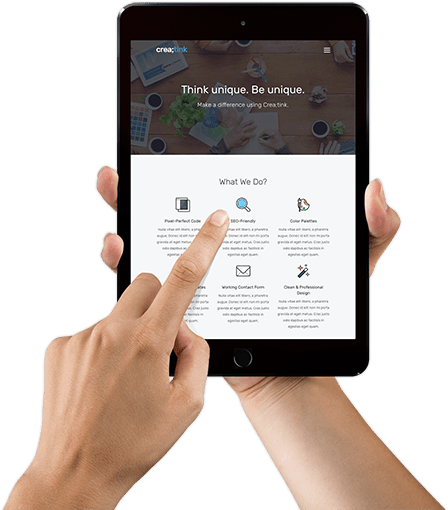 crea;tink
Think unique. Be unique.
Make a difference using Crea;tink.
What We Do?
Pixel-Perfect Code
SEO-Friendly
Color Palettes
Nulla vitae elit libero, a pharetra
augue. Donec id elit non mi porta
gravida at eget metus. Cras justo
odio dapibus ac facilisis in
egestas eget quam.
Nulla vitae elit libero, a pharetra
augue. Donec id elit non mi porta
gravida at eget metus. Cras justo
odio dapibus ac facilisis in
egestas eget quam.
Working Contact Form
Clean & Professional
Design
Nulla vitae elit libero, a pharetra
augue. Donec id elit non mi porta
gravida at eget metus. Cras justo
odio dapibus ac facilisis in
egestas eget quam.
Nulla vitae elit libero, a pharetra
augue. Donec id elit non mi porta
gravida at eget metus. Cras justo
odio dapibus ac facilisis in
egestas eget quam.